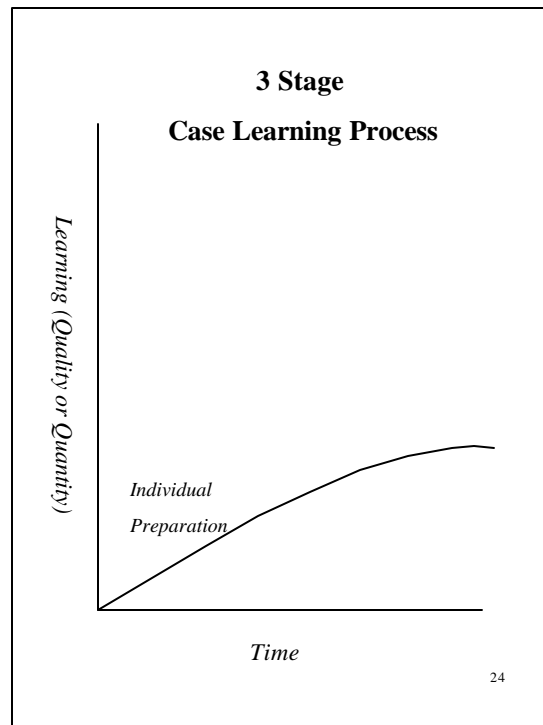 3 Stage
Case Learning Process
Learning (Quality or Quantity)
Individual
Preparation
Time
24